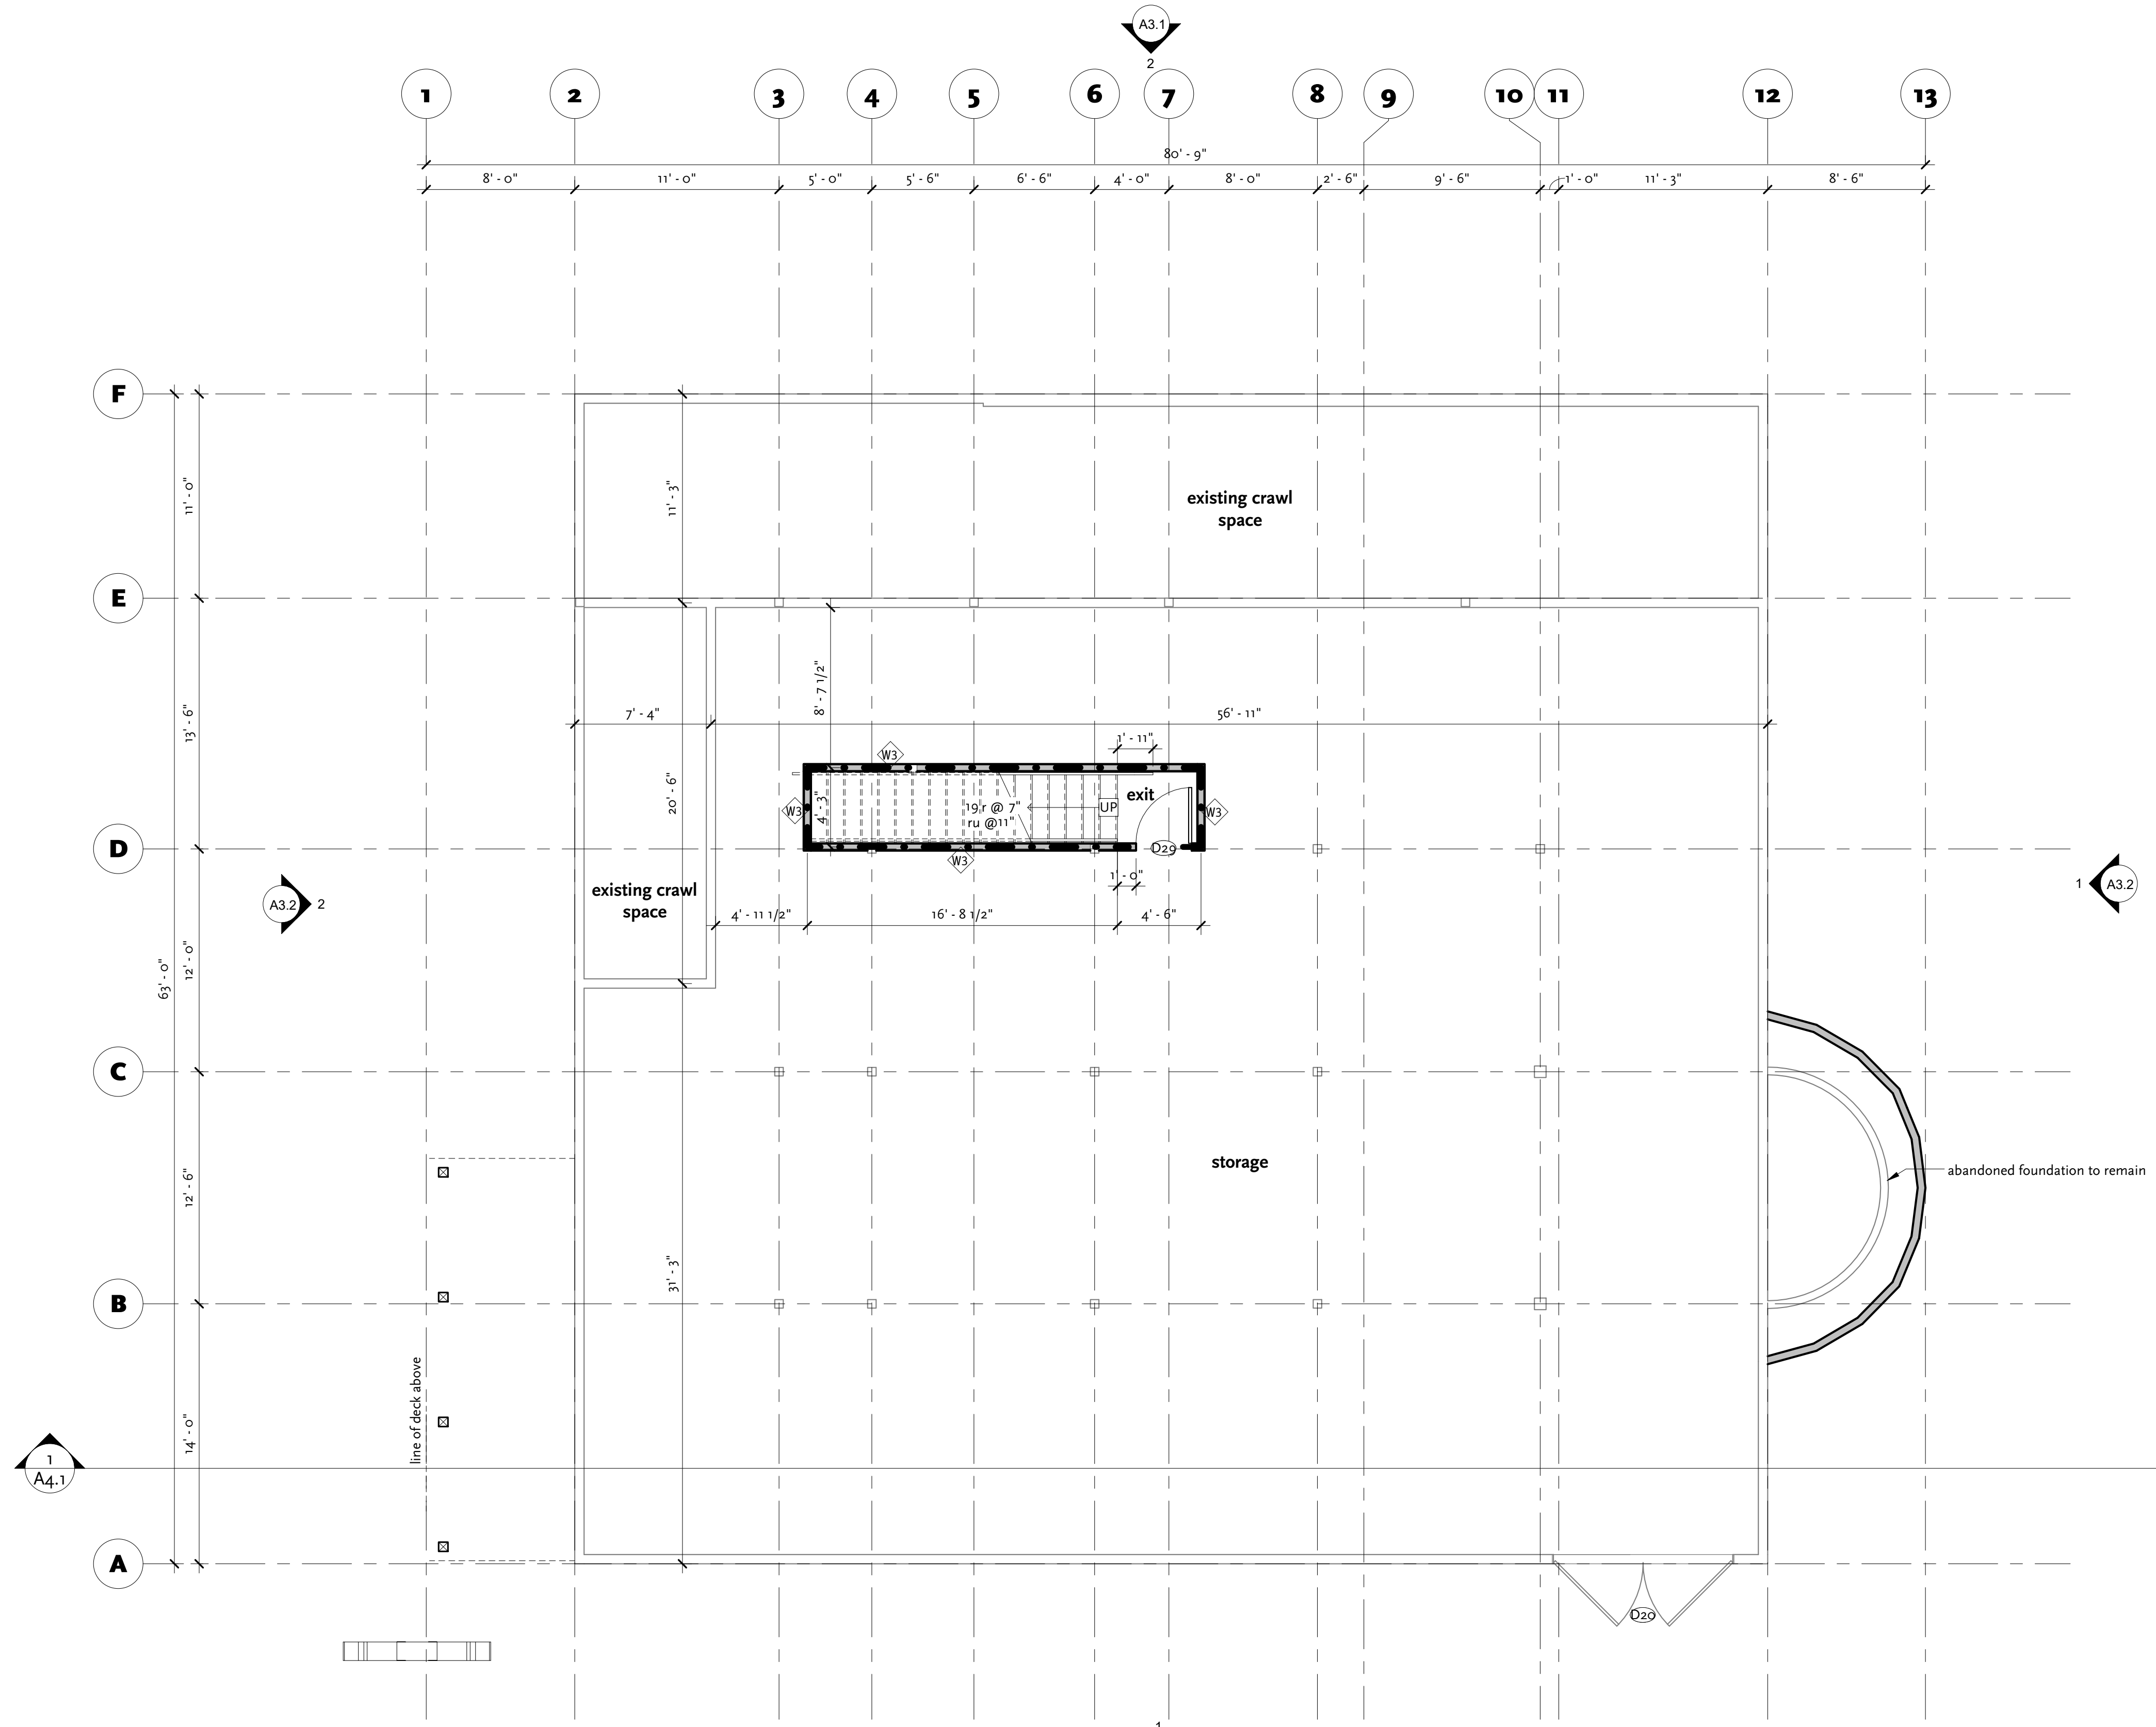 A3.1
2
1
2
3
4
5
6
7
8
9
10
11
12
13
80' - 9"
8' - 0"
11' - 0"
5' - 0"
5' - 6"
6' - 6"
4' - 0"
8' - 0"
2' - 6"
9' - 6"
1' - 0"
11' - 3"
8' - 6"
F
11' - 0"
11' - 3"
existing crawl
space
E
13' - 6"
8' - 7 1/2"
7' - 4"
56' - 11"
1' - 11"
W3
W3
4' - 3"
20' - 6"
19 r @ 7"
ru @11"
UP
exit
W3
D
D29
W3
1' - 0"
existing crawl
space
A3.2
2
1
A3.2
4' - 11 1/2"
16' - 8 1/2"
4' - 6"
63' - 0"
12' - 0"
C
storage
abandoned foundation to remain
12' - 6"
31' - 3"
B
line of deck above
14' - 0"
1
A4.1
A
D20
1